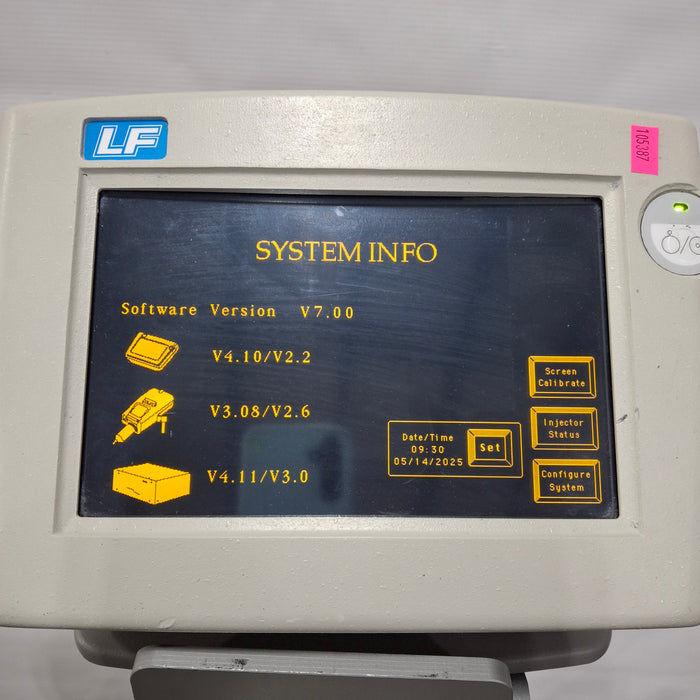 LF
105387
SYSTEM INFO
Software Version V7.00
V4.10/V2.2
V3.08/V2.6
V4.11/V3.0
Date/Time
09:30
05/14/2025
Set
Screen
Calibrate
Injector
Status
Configure
System